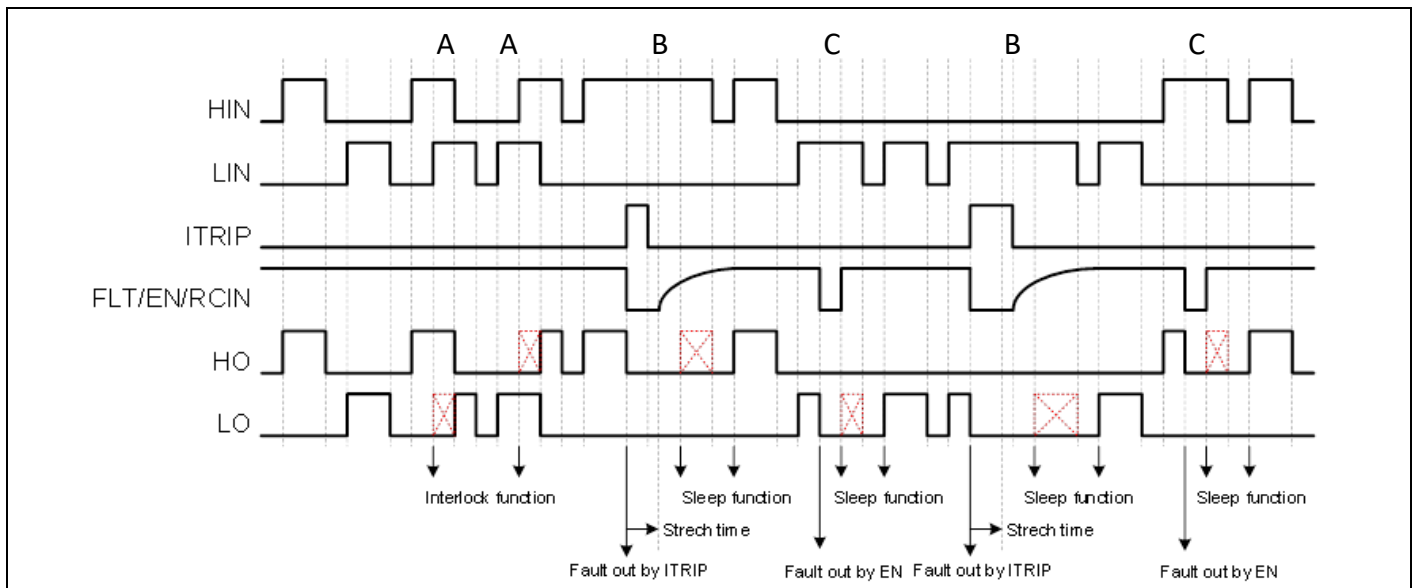 A A B C B C
HIN
LIN
ITRIP
FLT/EN/RCIN
HO
LO
Interlock function Sleep function Sleep function Sleep function Sleep function
Strech time Strech time
Fault out by ITRIP Fault out by EN Fault out by ITRIP Fault out by EN